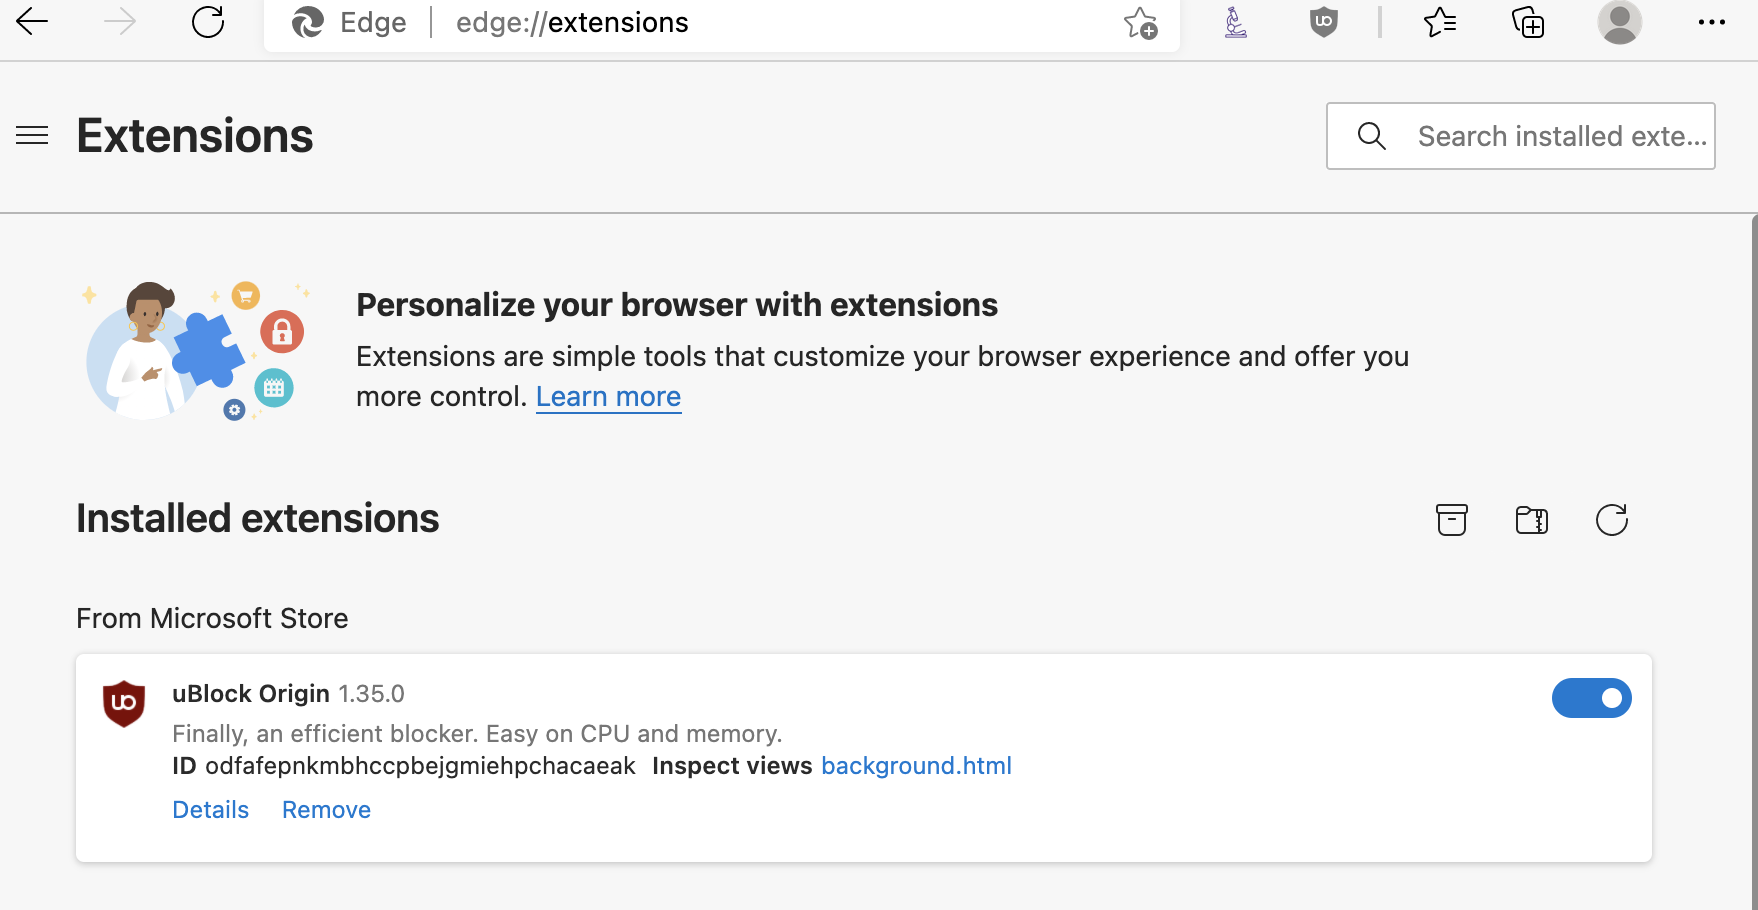 Edge | edge://extensions
Extensions
Search installed exte...
Personalize your browser with extensions
Extensions are simple tools that customize your browser experience and offer you
more control. Learn more
Installed extensions
From Microsoft Store
uBlock Origin 1.35.0
Finally, an efficient blocker. Easy on CPU and memory.
ID odfafepnkmbhccpbejgmiehpchacaeak Inspect views background.html
Details Remove